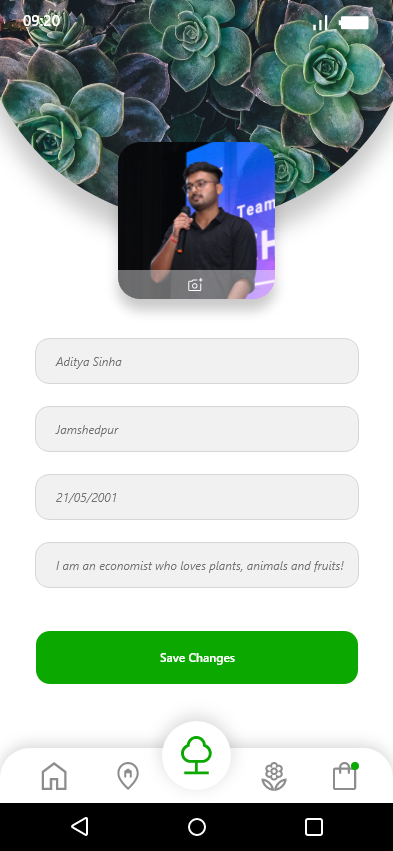 09:20
Team
H
Aditya Sinha
Jamshedpur
21/05/2001
I am an economist who loves plants, animals and fruits!
Save Changes